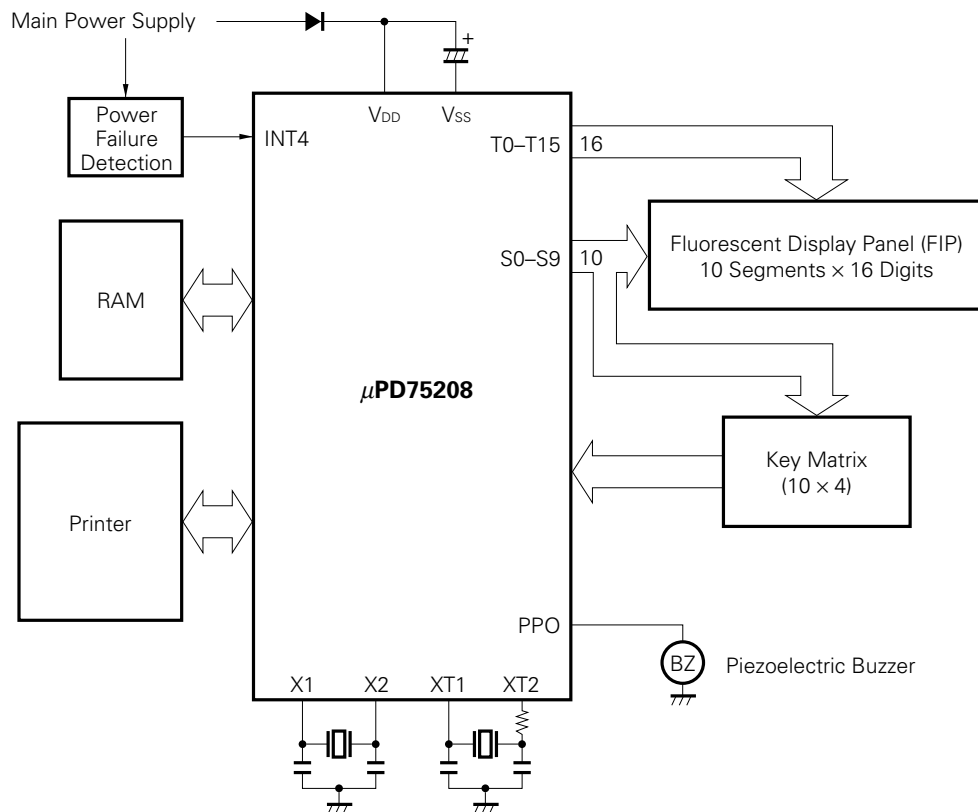 Main Power Supply
+
Power
Failure
Detection
INT4
VDD
VSS
T0–T15
16
RAM
S0–S9
10
Fluorescent Display Panel (FIP)
10 Segments × 16 Digits
μPD75208
Key Matrix
(10 × 4)
Printer
PPO
BZ
Piezoelectric Buzzer
X1
X2
XT1
XT2